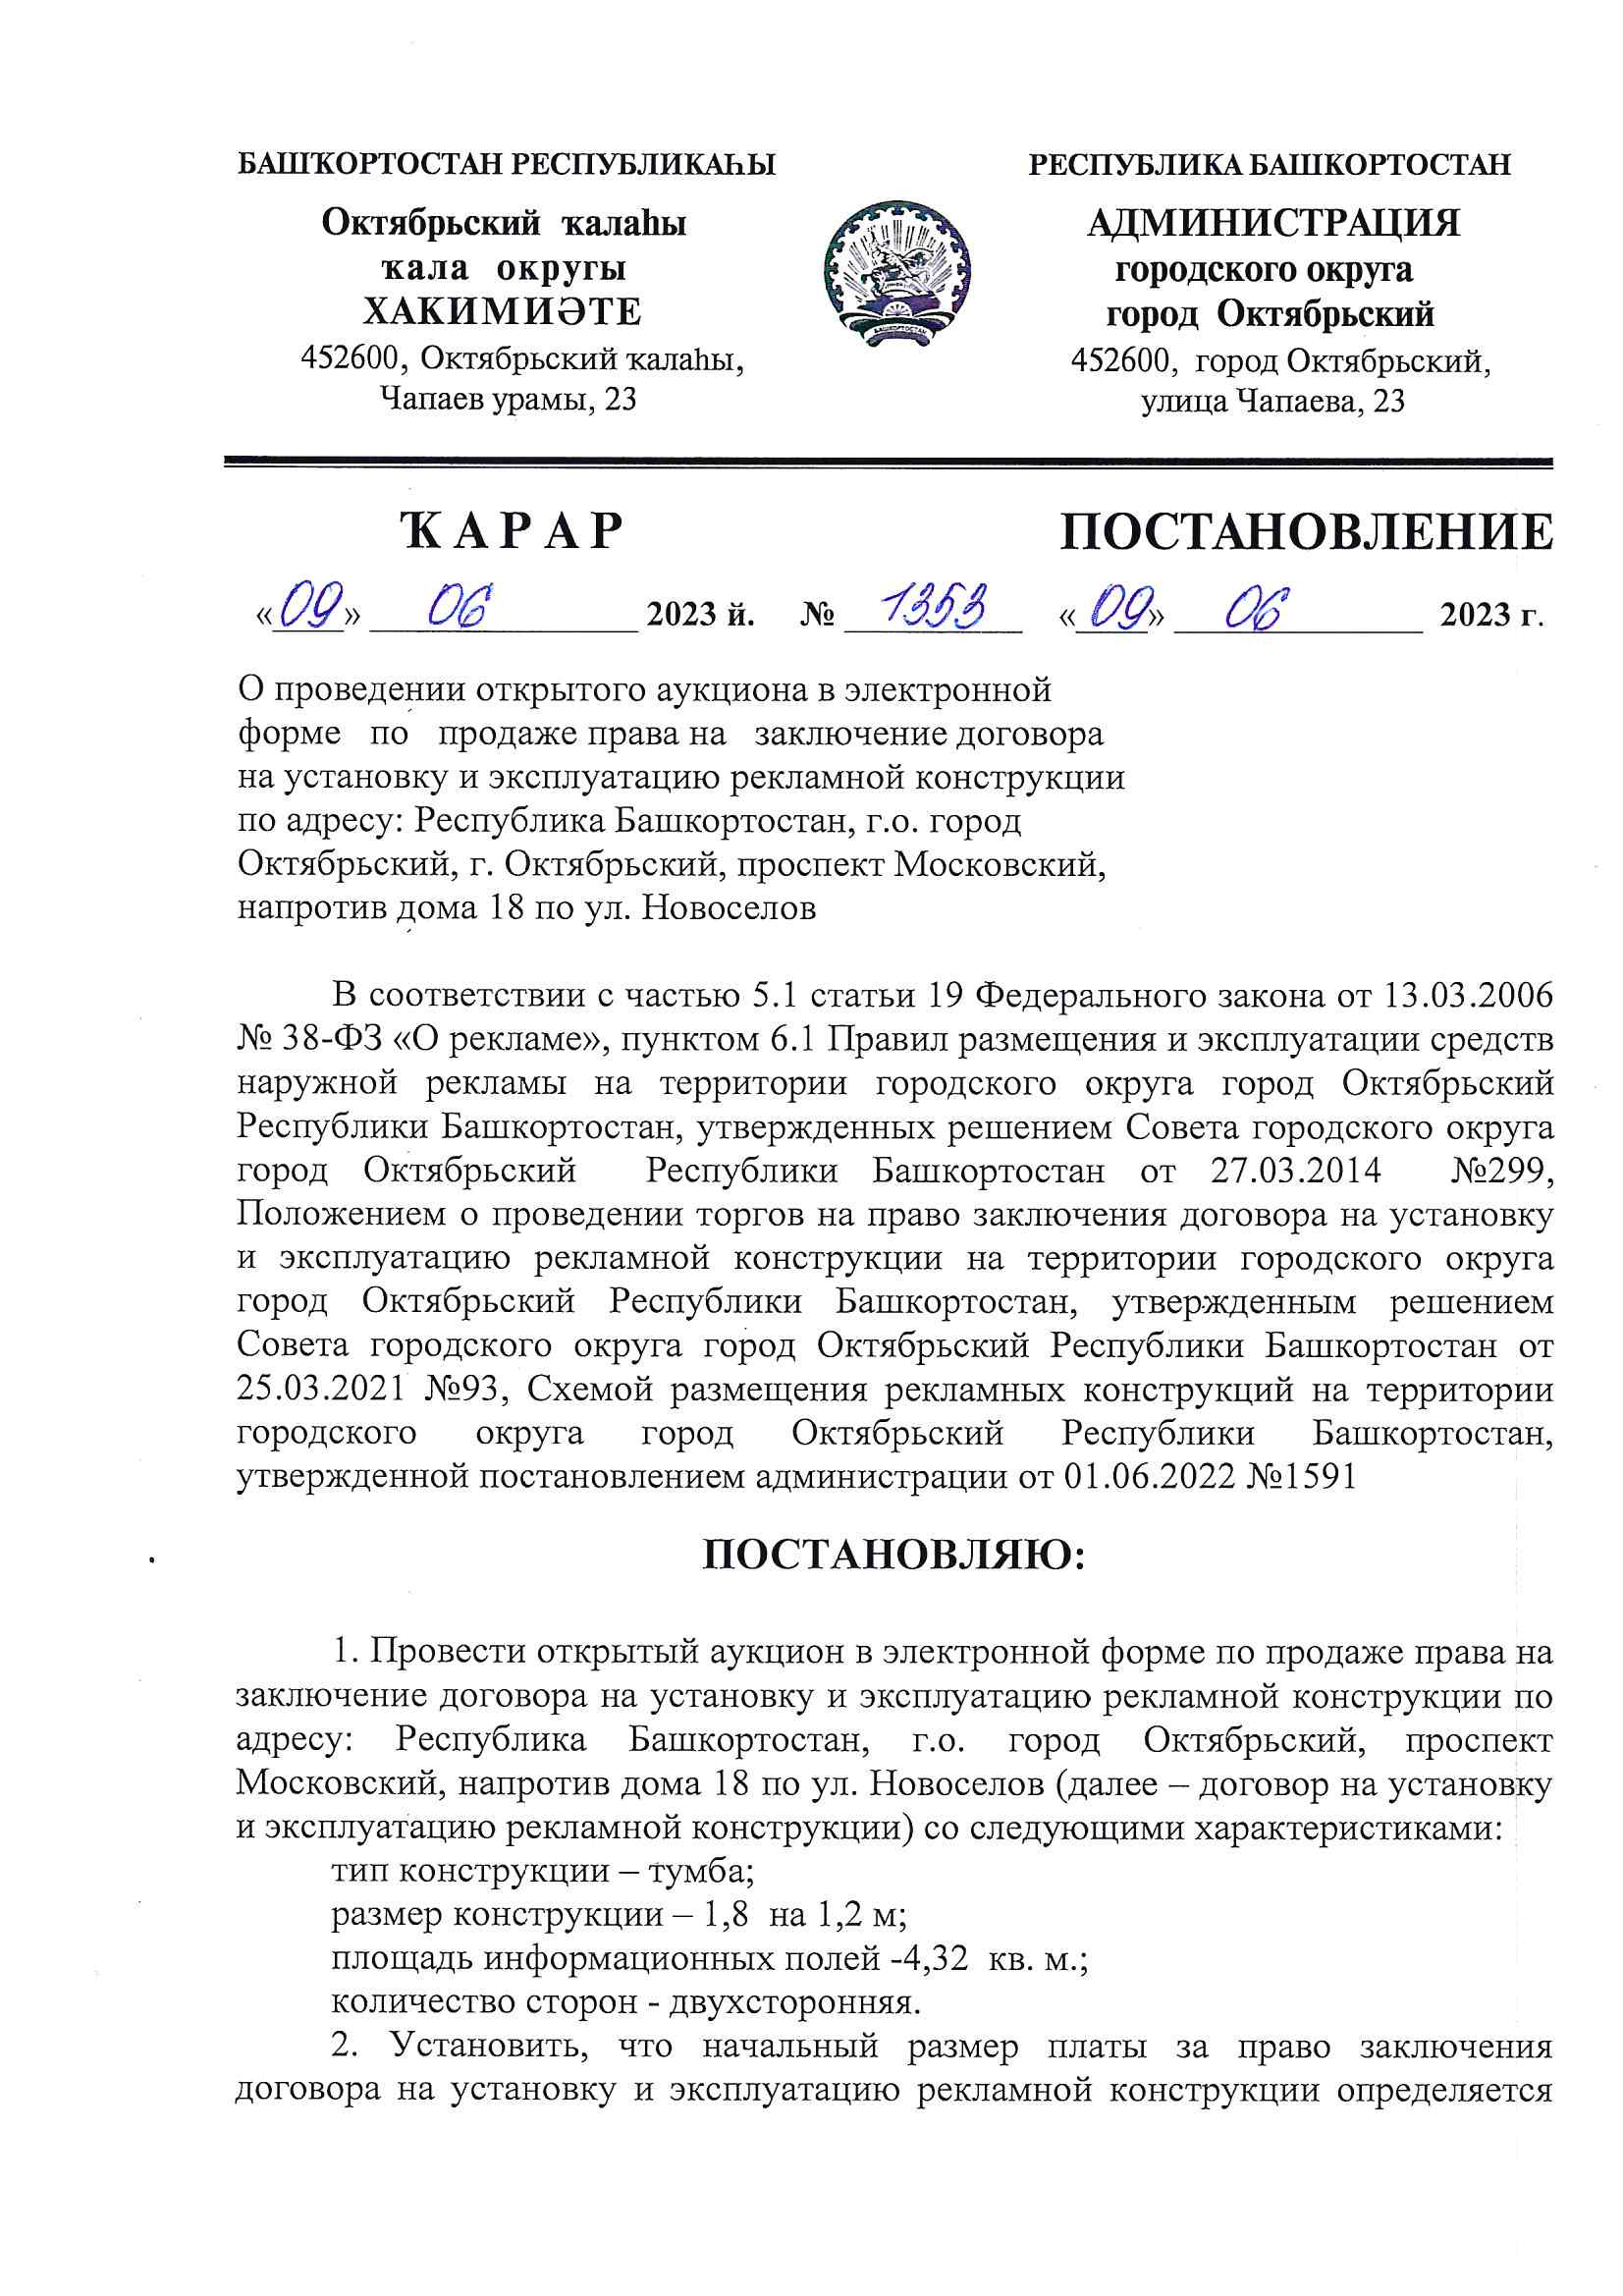 БАШҠОРТОСТАН РЕСПУБЛИКАҺЫ
Октябрьский ҡалаһы
ҡала округы
ХАКИМИӘТЕ
452600, Октябрьский ҡалаһы,
Чапаев урамы, 23
БАШКОРТОСТАН
РЕСПУБЛИКА БАШКОРТОСТАН
АДМИНИСТРАЦИЯ
городского округа
город Октябрьский
452600, город Октябрьский,
улица Чапаева, 23
ҠАРАР ПОСТАНОВЛЕНИЕ
«09» 06 2023 й. № 1353 «09» 06 2023 г.
О проведении открытого аукциона в электронной
форме по продаже права на заключение договора
на установку и эксплуатацию рекламной конструкции
по адресу: Республика Башкортостан, г.о. город
Октябрьский, г. Октябрьский, проспект Московский,
напротив дома 18 по ул. Новоселов
В соответствии с частью 5.1 статьи 19 Федерального закона от 13.03.2006
№ 38-ФЗ «О рекламе», пунктом 6.1 Правил размещения и эксплуатации средств
наружной рекламы на территории городского округа город Октябрьский
Республики Башкортостан, утвержденных решением Совета городского округа
город Октябрьский Республики Башкортостан от 27.03.2014 №299,
Положением о проведении торгов на право заключения договора на установку
и эксплуатацию рекламной конструкции на территории городского округа
город Октябрьский Республики Башкортостан, утвержденным решением
Совета городского округа город Октябрьский Республики Башкортостан от
25.03.2021 №93, Схемой размещения рекламных конструкций на территории
городского округа город Октябрьский Республики Башкортостан,
утвержденной постановлением администрации от 01.06.2022 №1591
ПОСТАНОВЛЯЮ:
1. Провести открытый аукцион в электронной форме по продаже права на
заключение договора на установку и эксплуатацию рекламной конструкции по
адресу: Республика Башкортостан, г.о. город Октябрьский, проспект
Московский, напротив дома 18 по ул. Новоселов (далее – договор на установку
и эксплуатацию рекламной конструкции) со следующими характеристиками:
тип конструкции – тумба;
размер конструкции – 1,8 на 1,2 м;
площадь информационных полей -4,32 кв. м.;
количество сторон - двухсторонняя.
2. Установить, что начальный размер платы за право заключения
договора на установку и эксплуатацию рекламной конструкции определяется